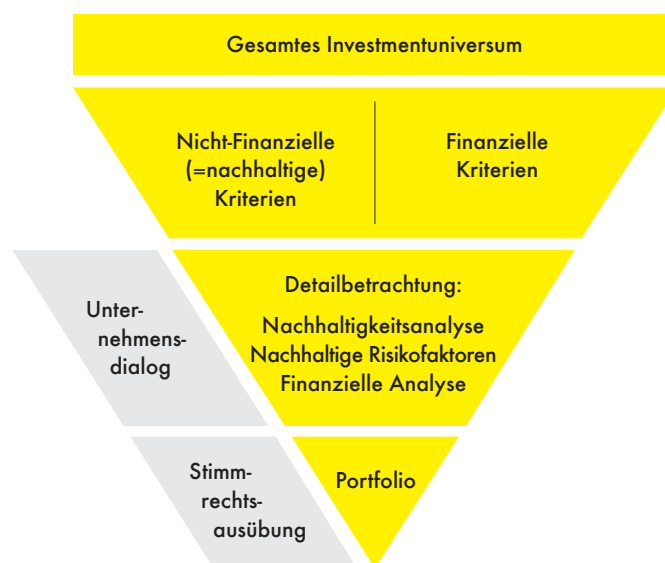 Gesamtes Investmentuniversum
Nicht-Finanzielle
(=nachhaltige)
Kriterien
Finanzielle
Kriterien
Detailbetrachtung:
Nachhaltigkeitsanalyse
Nachhaltige Risikofaktoren
Finanzielle Analyse
Unter-
nehmens-
dialog
Stimm-
rechts-
ausübung
Portfolio